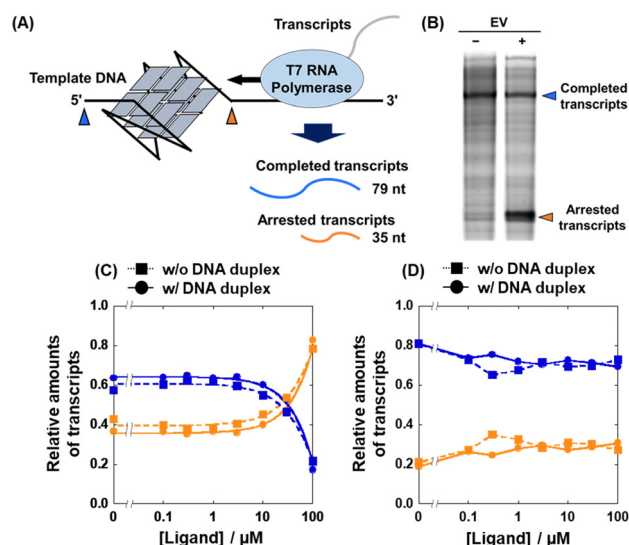 (A)
Transcripts
Template DNA
T7 RNA
Polymerase
5'
3'
Completed transcripts
79 nt
Arrested transcripts
35 nt
(B)
EV
− +
Completed
transcripts
Arrested
transcripts
(C)
w/o DNA duplex
w/ DNA duplex
Relative amounts
of transcripts
1.0
0.8
0.6
0.4
0.2
0.0
0 0.1 1 10 100
[Ligand] / μM
(D)
w/o DNA duplex
w/ DNA duplex
Relative amounts
of transcripts
1.0
0.8
0.6
0.4
0.2
0.0
0 0.1 1 10 100
[Ligand] / μM